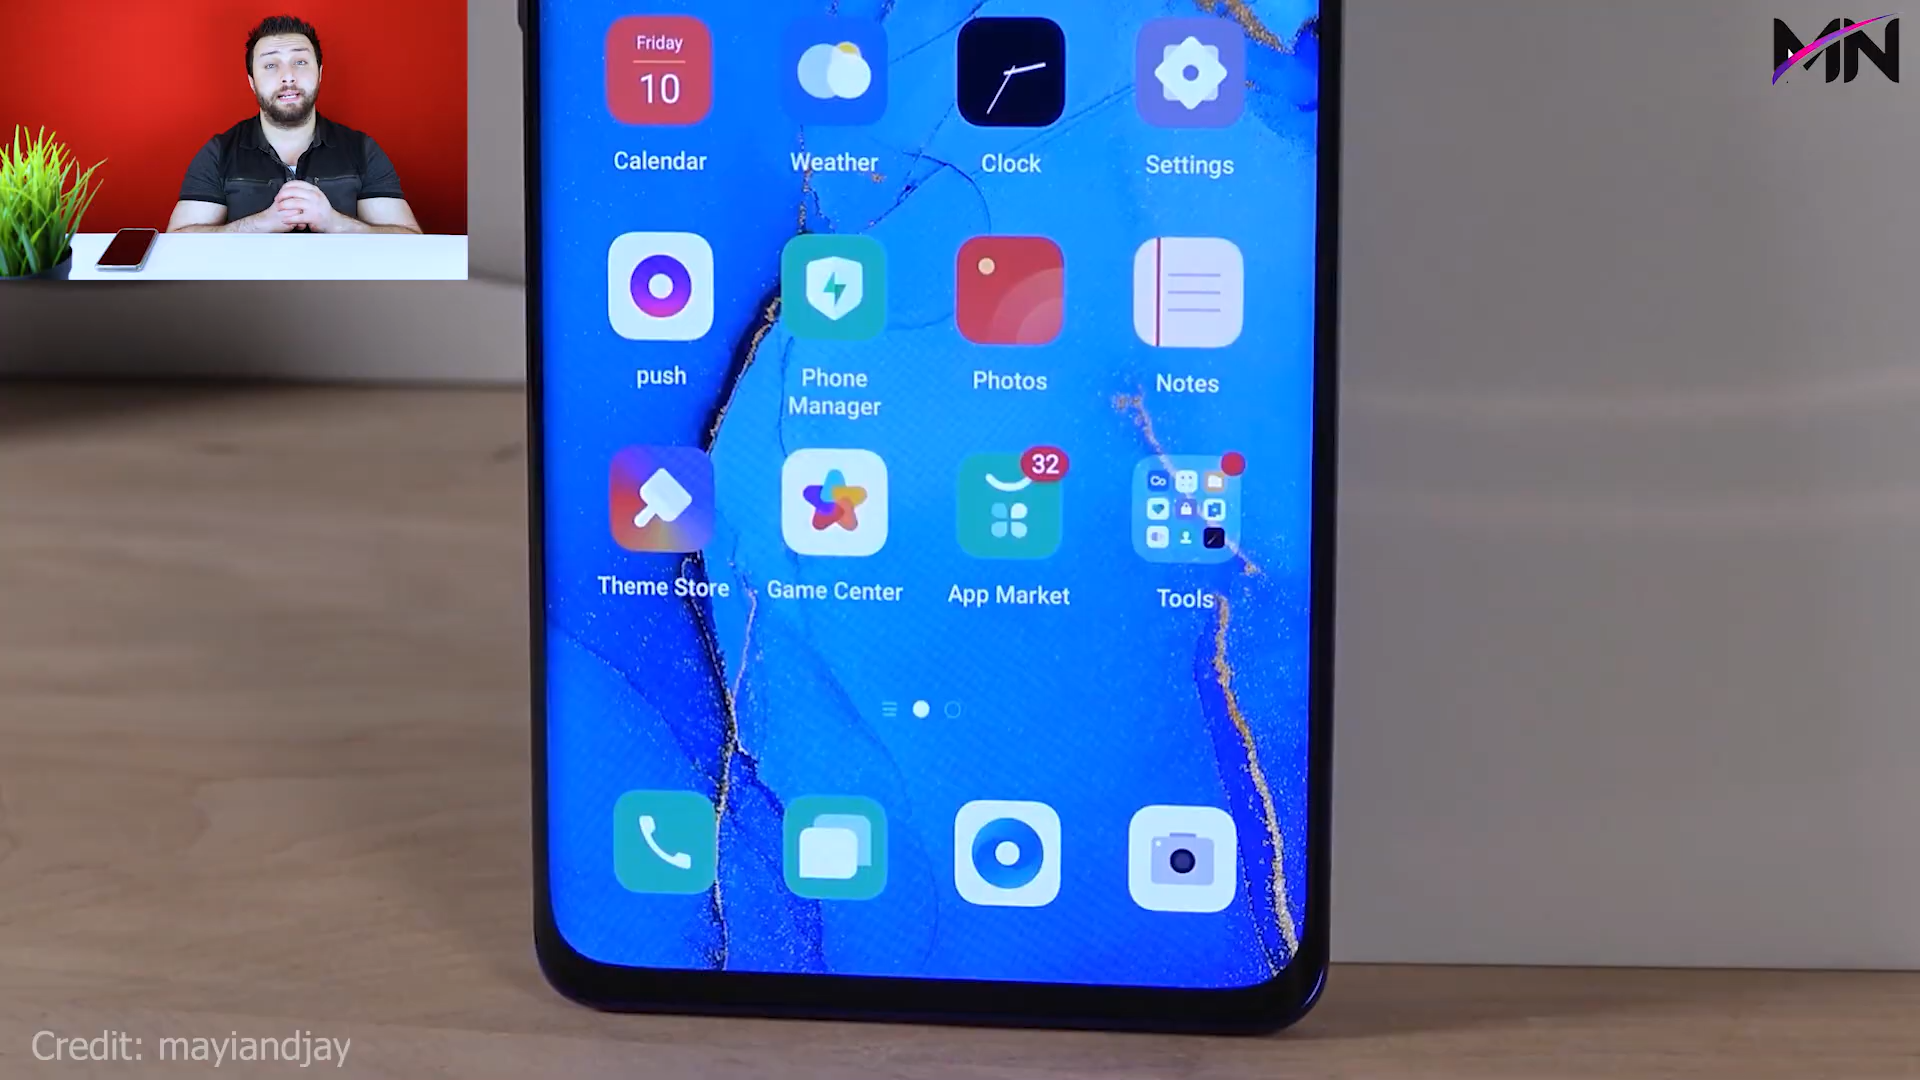 MN
Friday
10
Calendar
Weather
Clock
Settings
push
Phone
Manager
Photos
Notes
32
Co
Theme Store
Game Center
App Market
Tools
Credit: mayiandjay